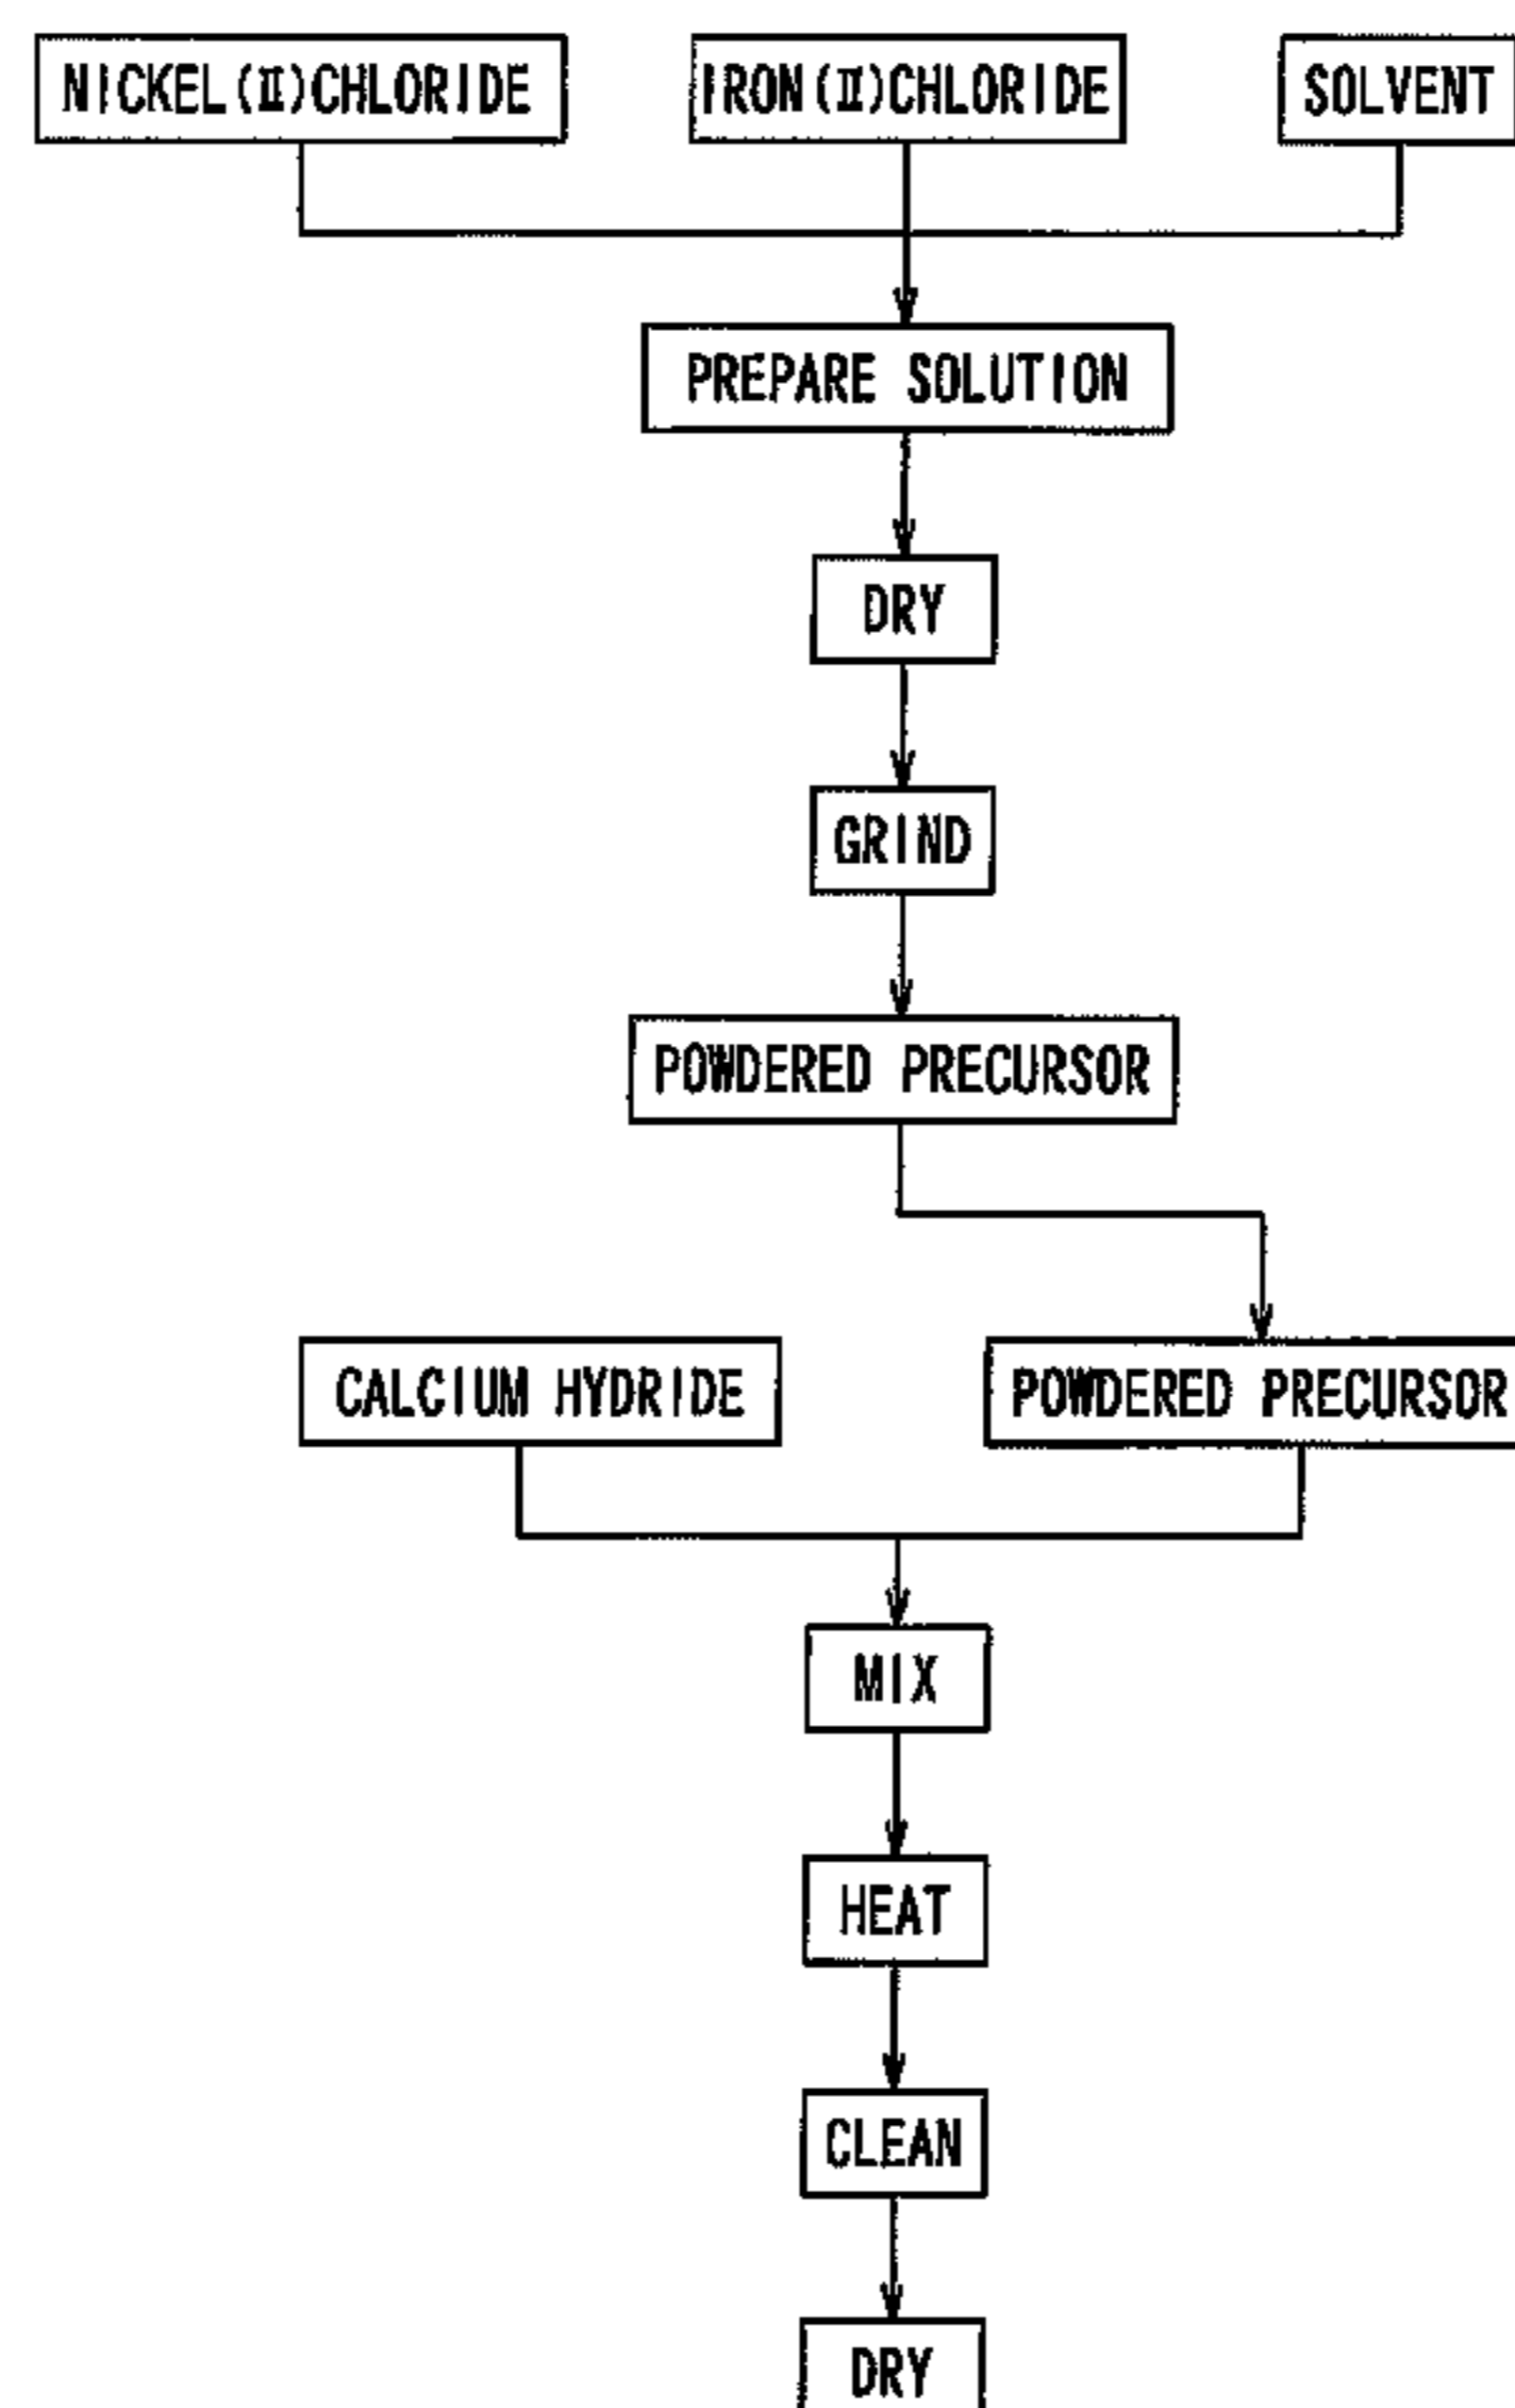 NICKEL(Ⅱ)CHLORIDE
IRON(Ⅱ)CHLORIDE
SOLVENT
PREPARE SOLUTION
DRY
GRIND
POWDERED PRECURSOR
CALCIUM HYDRIDE
POWDERED PRECURSOR
MIX
HEAT
CLEAN
DRY